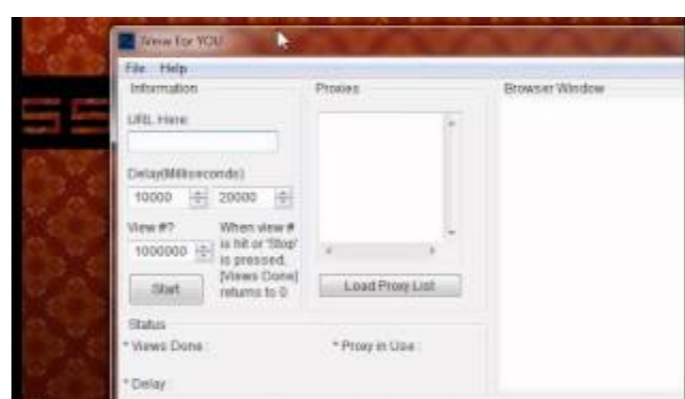 View for YOU
File Help
Information
Proxies
Browser Window
URL Here:
Delay(Milliseconds)
10000 20000
View #?
1000000
When view #
is hit or 'Stop'
is pressed,
[Views Done]
returns to 0
Start
Load Proxy List
Status
* Views Done :
* Proxy in Use :
* Delay